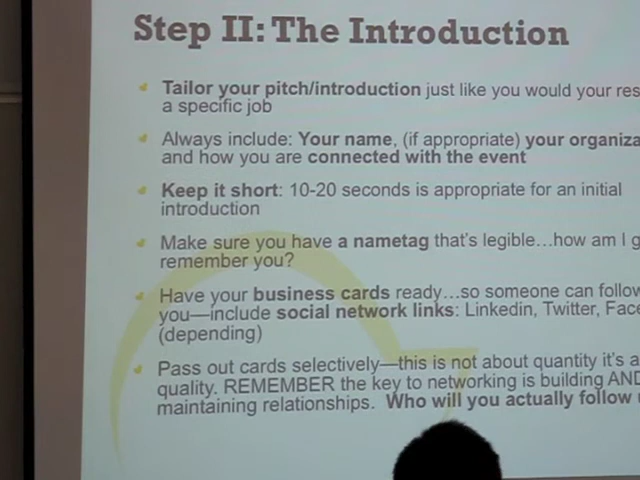 Step II: The Introduction
Tailor your pitch/introduction just like you would your
a specific job
Always include: Your name, (if appropriate) your
and how you are connected with the event
Keep it short: 10-20 seconds is appropriate for an initial
introduction
Make sure you have a nametag that's legible…how am I
remember you?
Have your business cards ready…so someone can
you—include social network links: Linkedin, Twitter,
(depending)
Pass out cards selectively—this is not about quantity it's
quality. REMEMBER the key to networking is building AND
maintaining relationships. Who will you actually follow